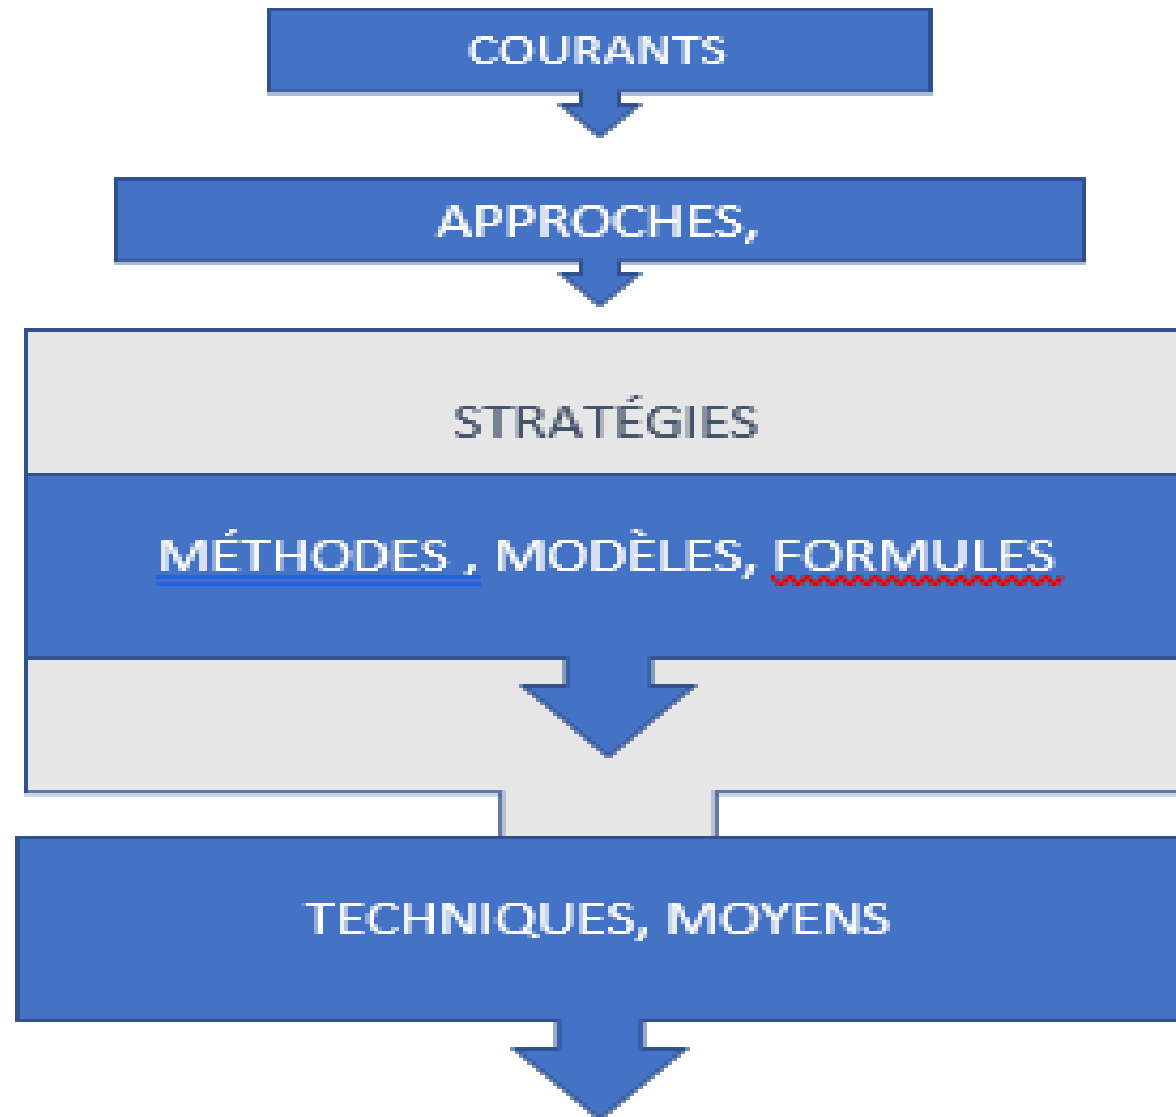 COURANTS
APPROCHES,
STRATÉGIES
MÉTHODES , MODÈLES, FORMULES
TECHNIQUES, MOYENS